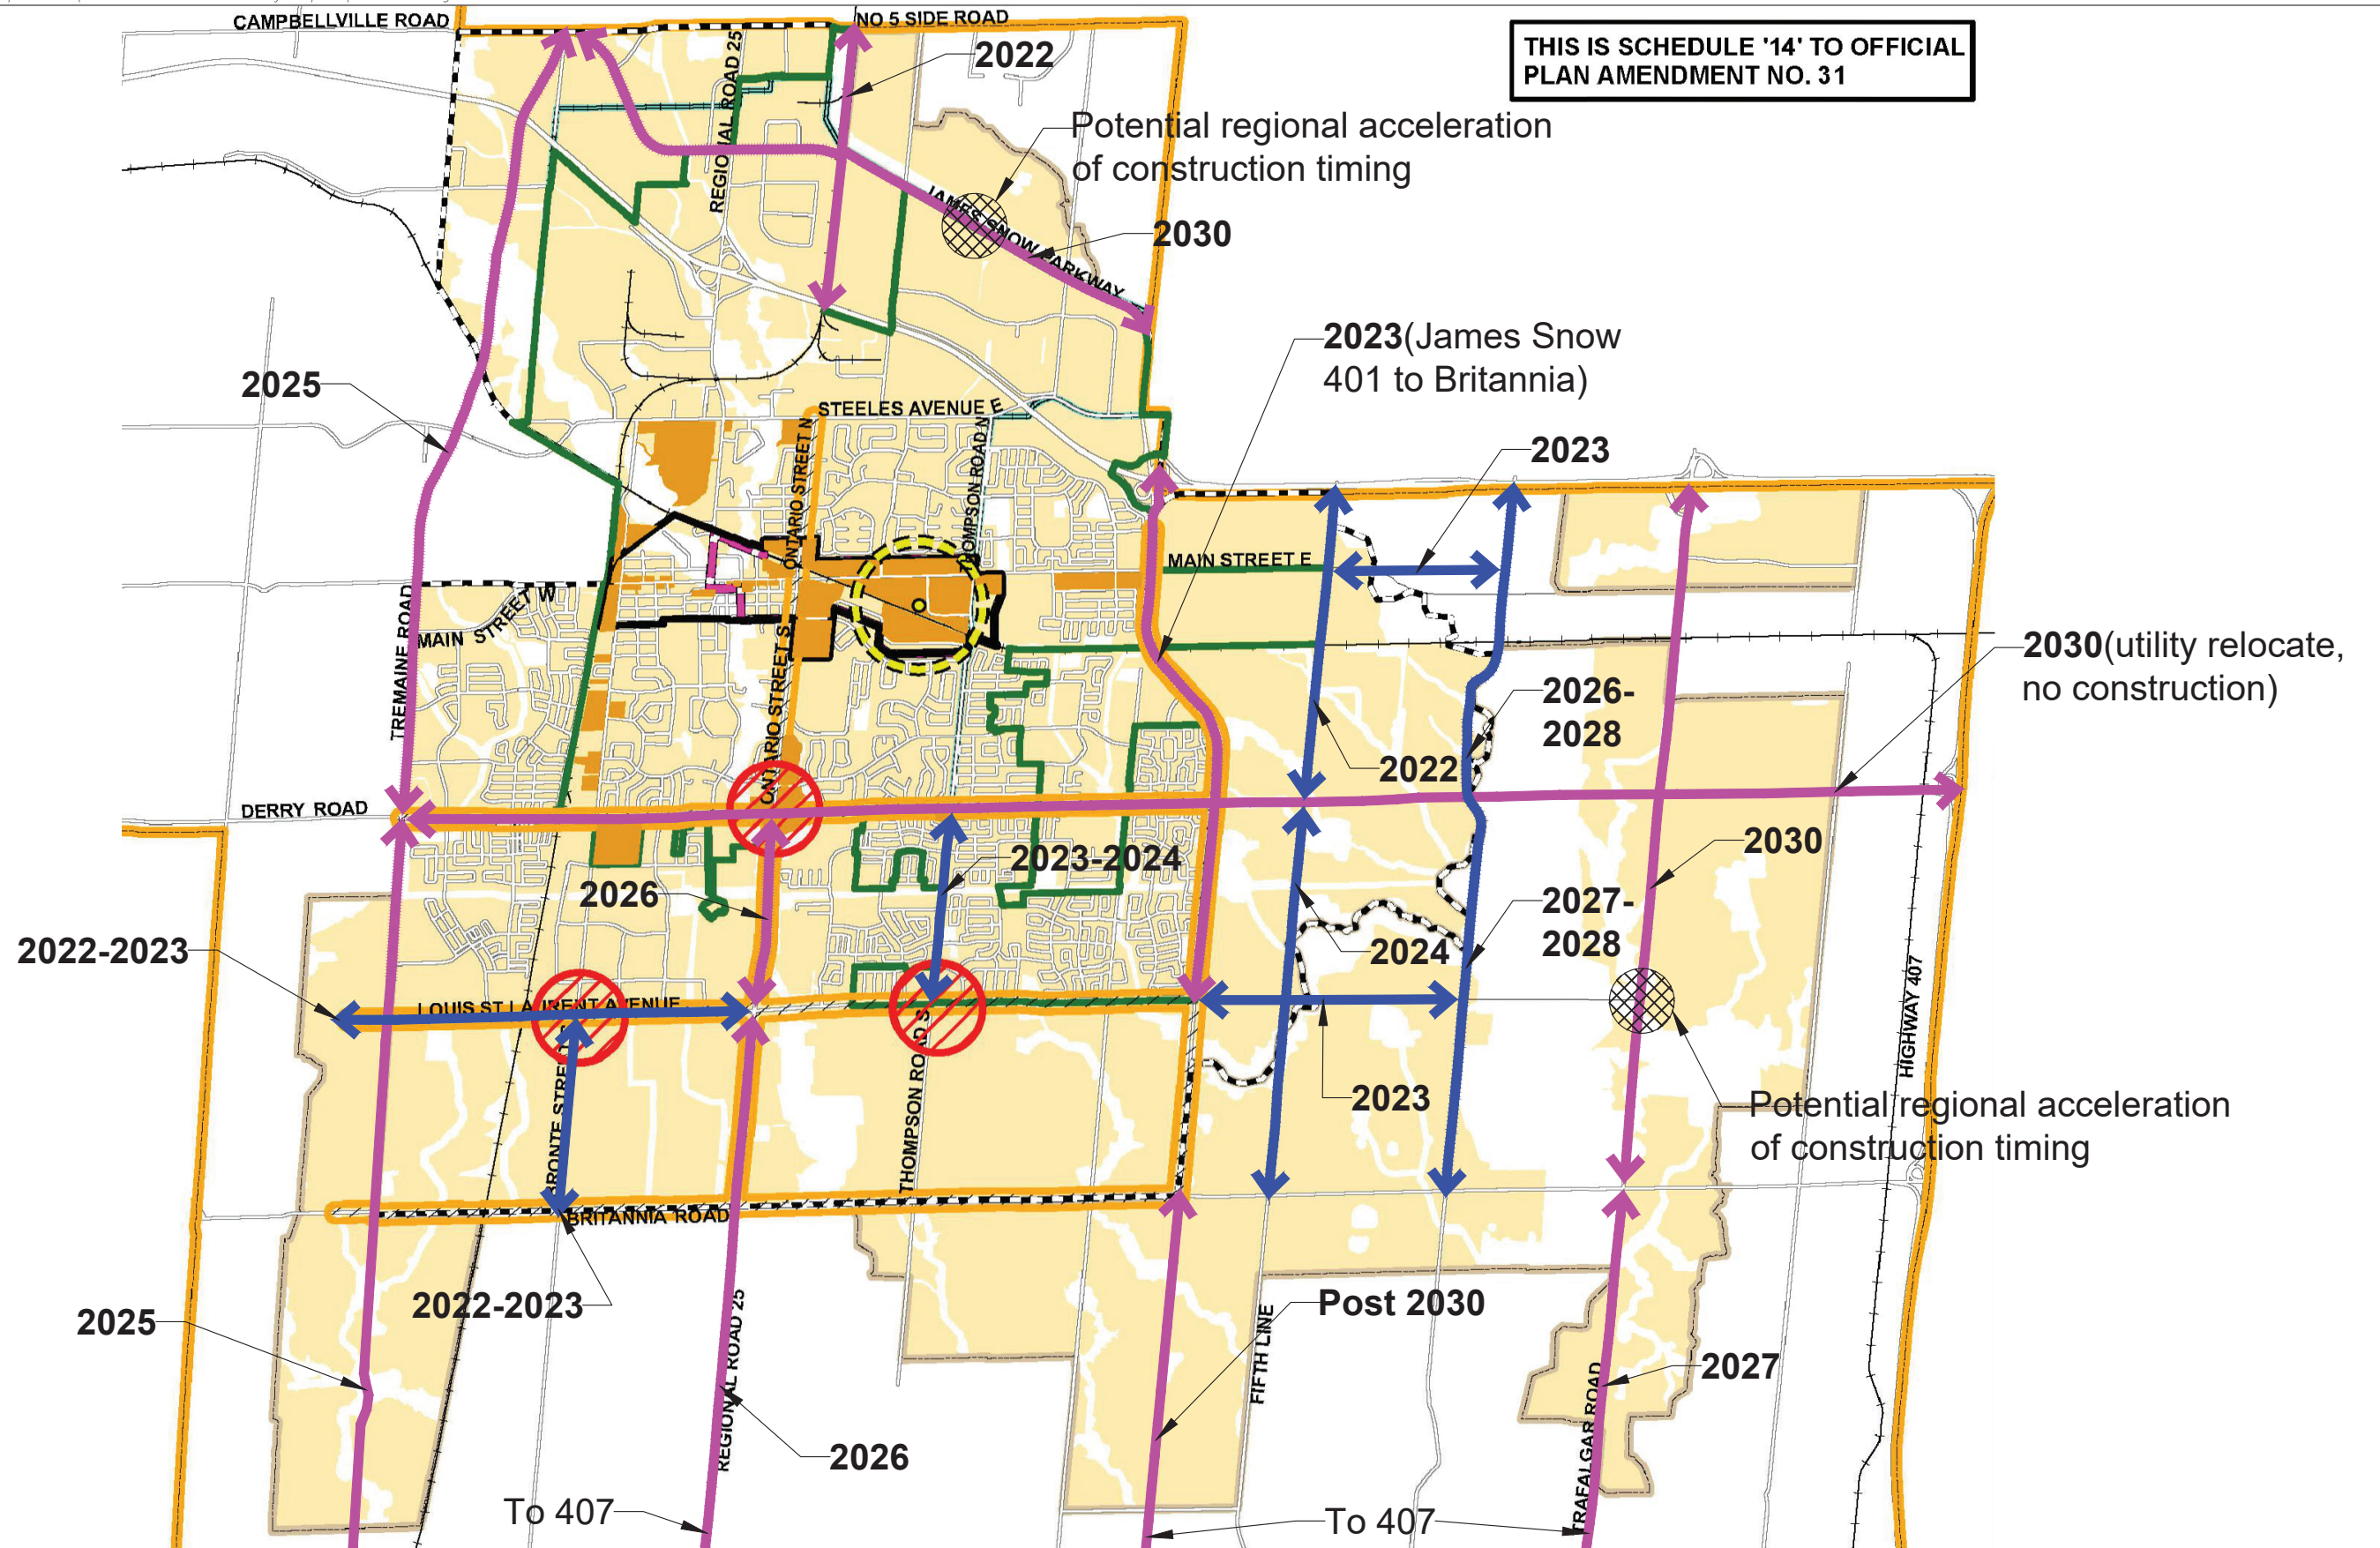 CAMPBELLVILLE ROAD
NO 5 SIDE ROAD
THIS IS SCHEDULE '14' TO OFFICIAL
PLAN AMENDMENT NO. 31
2022
REGIONAL ROAD 25
Potential regional acceleration
of construction timing
JAMES SNOW PARKWAY
2030
2023(James Snow
401 to Britannia)
2025
STEELES AVENUE E
ONTARIO STREET N
THOMPSON ROAD N
2023
MAIN STREET E
MAIN STREET W
TREMAINE ROAD
ONTARIO STREET S
2030(utility relocate,
no construction)
2026-
2028
2022
DERRY ROAD
2030
2023-2024
2026
2027-
2028
2024
2022-2023
LOUIS ST LAURENT AVENUE
HIGHWAY 407
BRONTE STREET S
THOMPSON ROAD S
2023
Potential regional acceleration
of construction timing
BRITANNIA ROAD
2022-2023
2025
REGIONAL ROAD 25
Post 2030
FIFTH LINE
2027
TRAFALGAR ROAD
2026
To 407
To 407